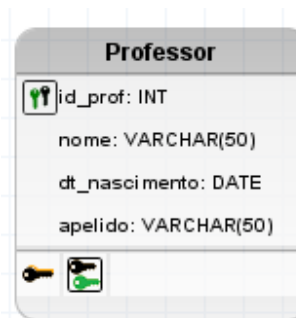 Professor
id_prof: INT
nome: VARCHAR(50)
dt_nascimento: DATE
apelido: VARCHAR(50)